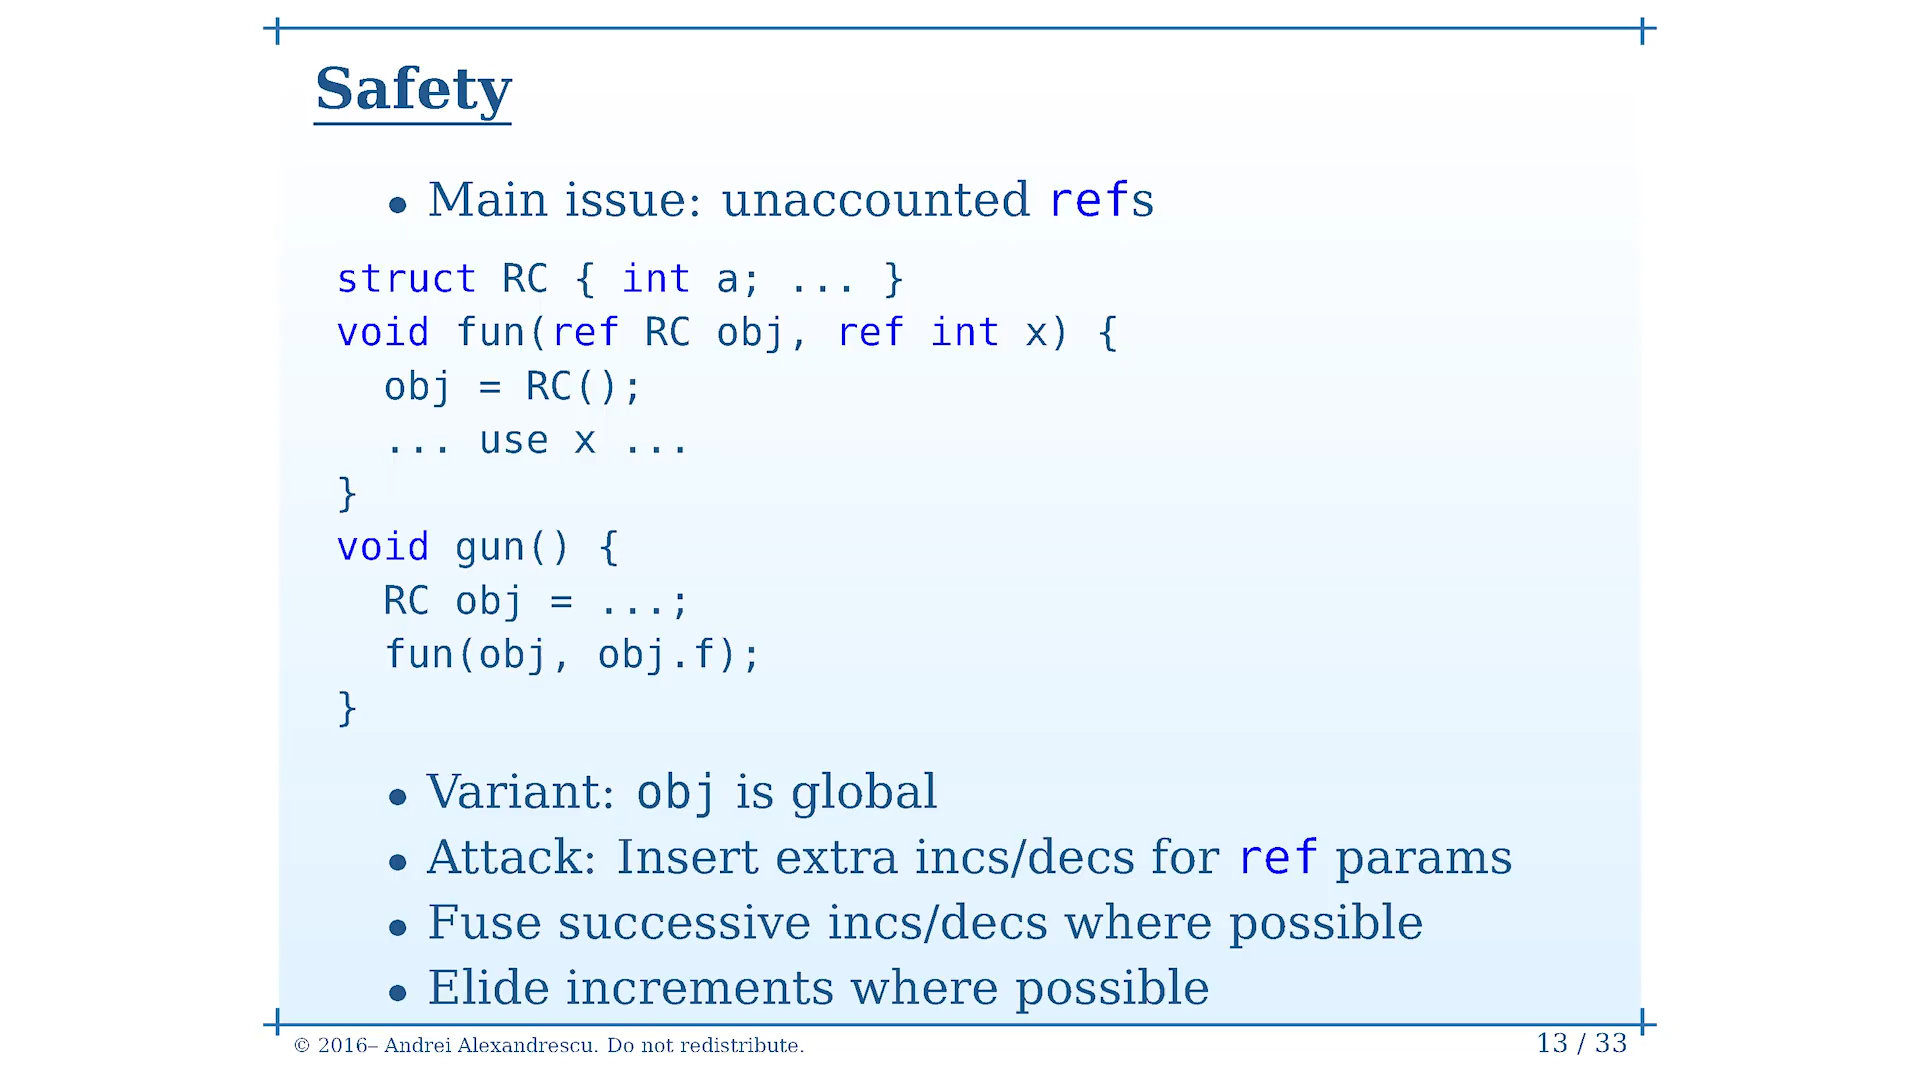 Safety
• Main issue: unaccounted refs
struct RC { int a; ... }
void fun(ref RC obj, ref int x) {
  obj = RC();
  ... use x ...
}
void gun() {
  RC obj = ...;
  fun(obj, obj.f);
}
• Variant: obj is global
• Attack: Insert extra incs/decs for ref params
• Fuse successive incs/decs where possible
• Elide increments where possible
© 2016– Andrei Alexandrescu. Do not redistribute.
13 / 33